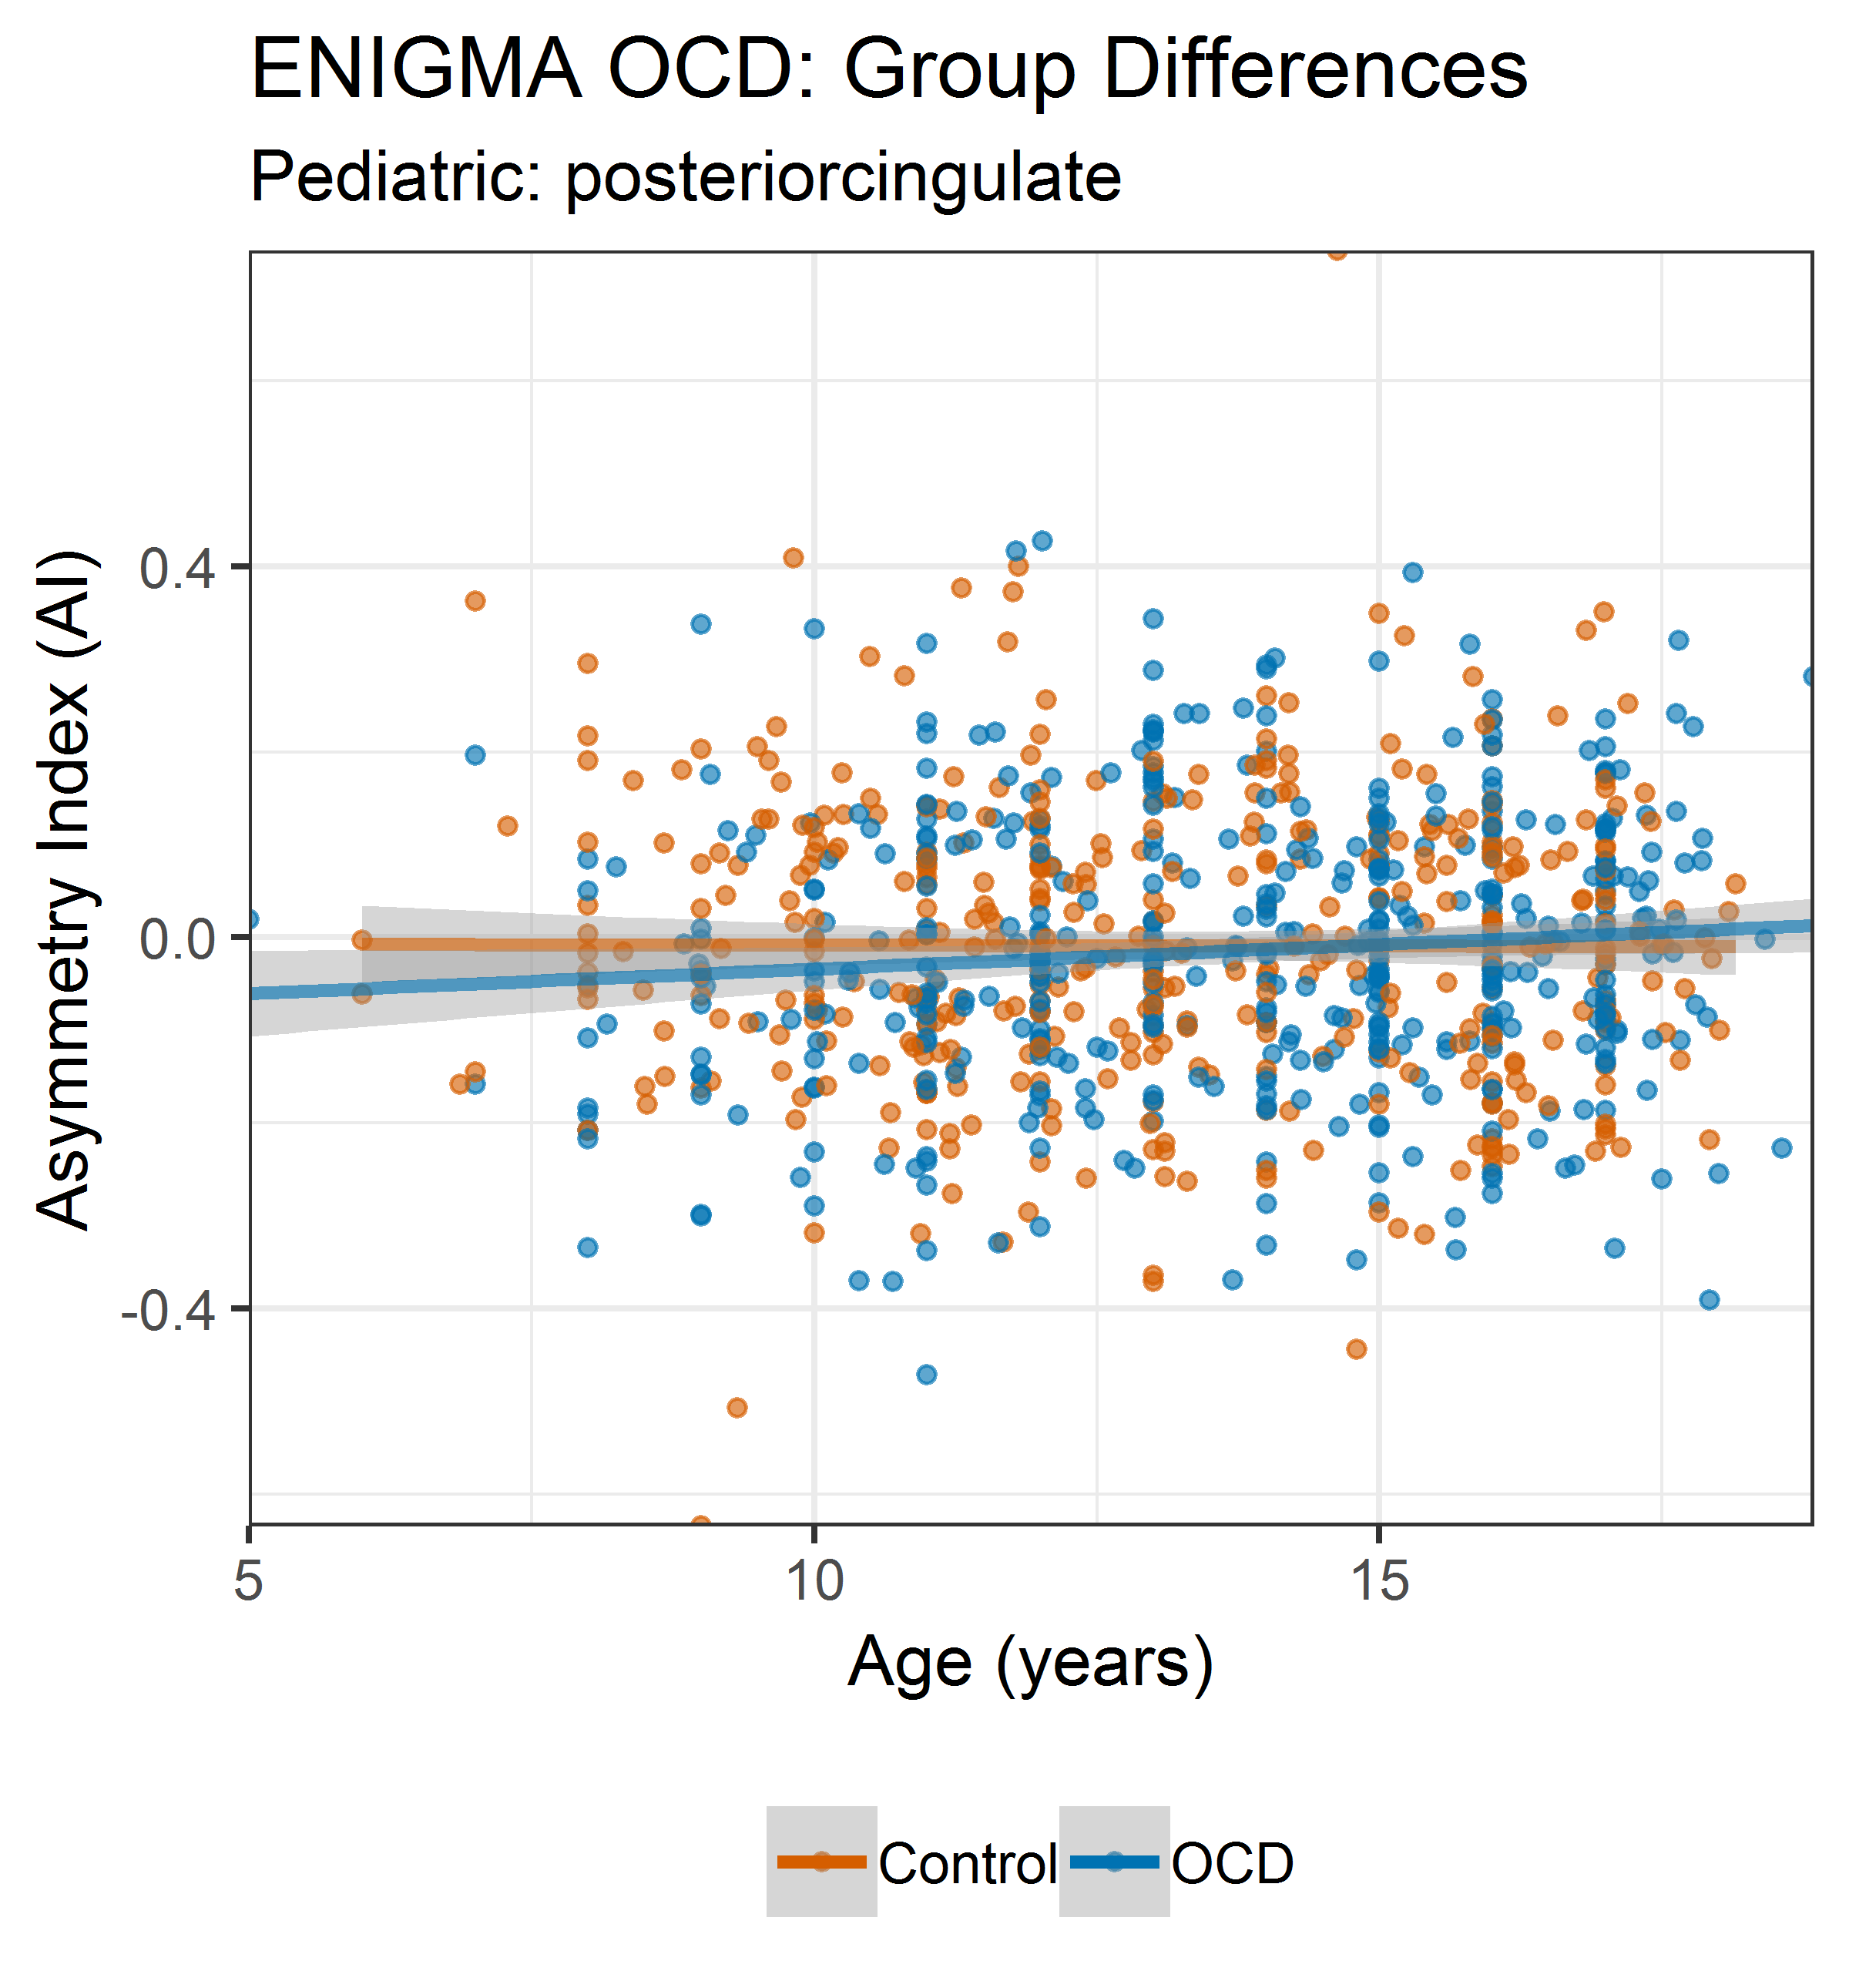 ENIGMA OCD: Group Differences
Pediatric: posteriorcingulate
Asymmetry Index (AI)
0.4
0.0
-0.4
5 10 15
Age (years)
Control OCD